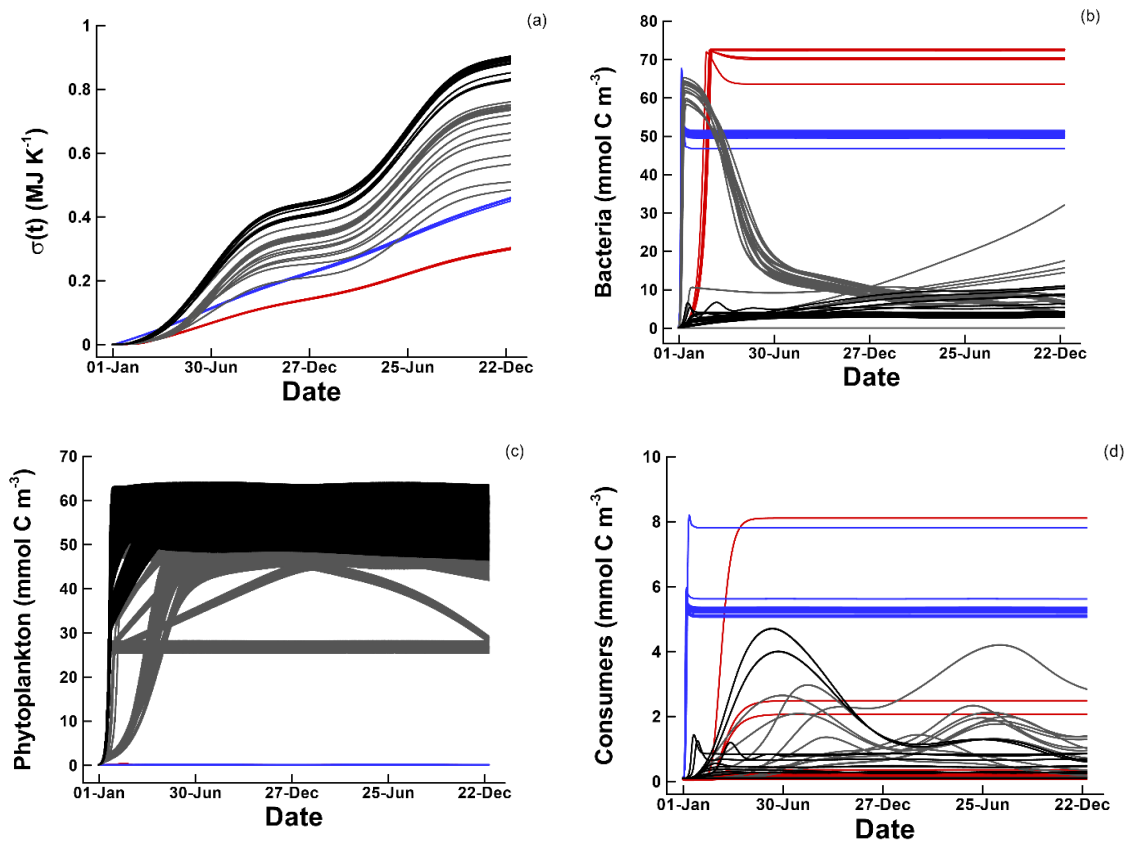 (a)
σ(t) (MJ K⁻¹)
1
0.8
0.6
0.4
0.2
0
01-Jan 30-Jun 27-Dec 25-Jun 22-Dec
Date
(b)
Bacteria (mmol C m⁻³)
80
70
60
50
40
30
20
10
0
01-Jan 30-Jun 27-Dec 25-Jun 22-Dec
Date
(c)
Phytoplankton (mmol C m⁻³)
70
60
50
40
30
20
10
0
01-Jan 30-Jun 27-Dec 25-Jun 22-Dec
Date
(d)
Consumers (mmol C m⁻³)
10
8
6
4
2
0
01-Jan 30-Jun 27-Dec 25-Jun 22-Dec
Date